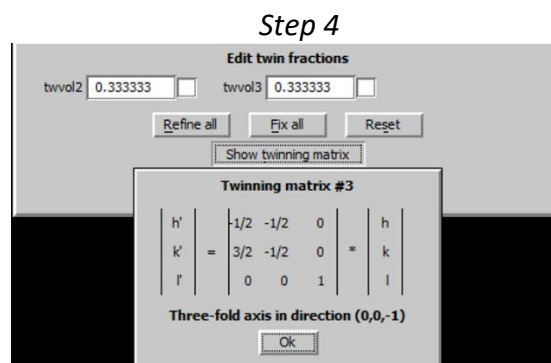 Step 4
Edit twin fractions
twvol2 0.333333 twvol3 0.333333
Refine all Fix all Reset
Show twinning matrix
Twinning matrix #3
h' -1/2 -1/2 0 h
k' = 3/2 -1/2 0 * k
l' 0 0 1 l
Three-fold axis in direction (0,0,-1)
Ok